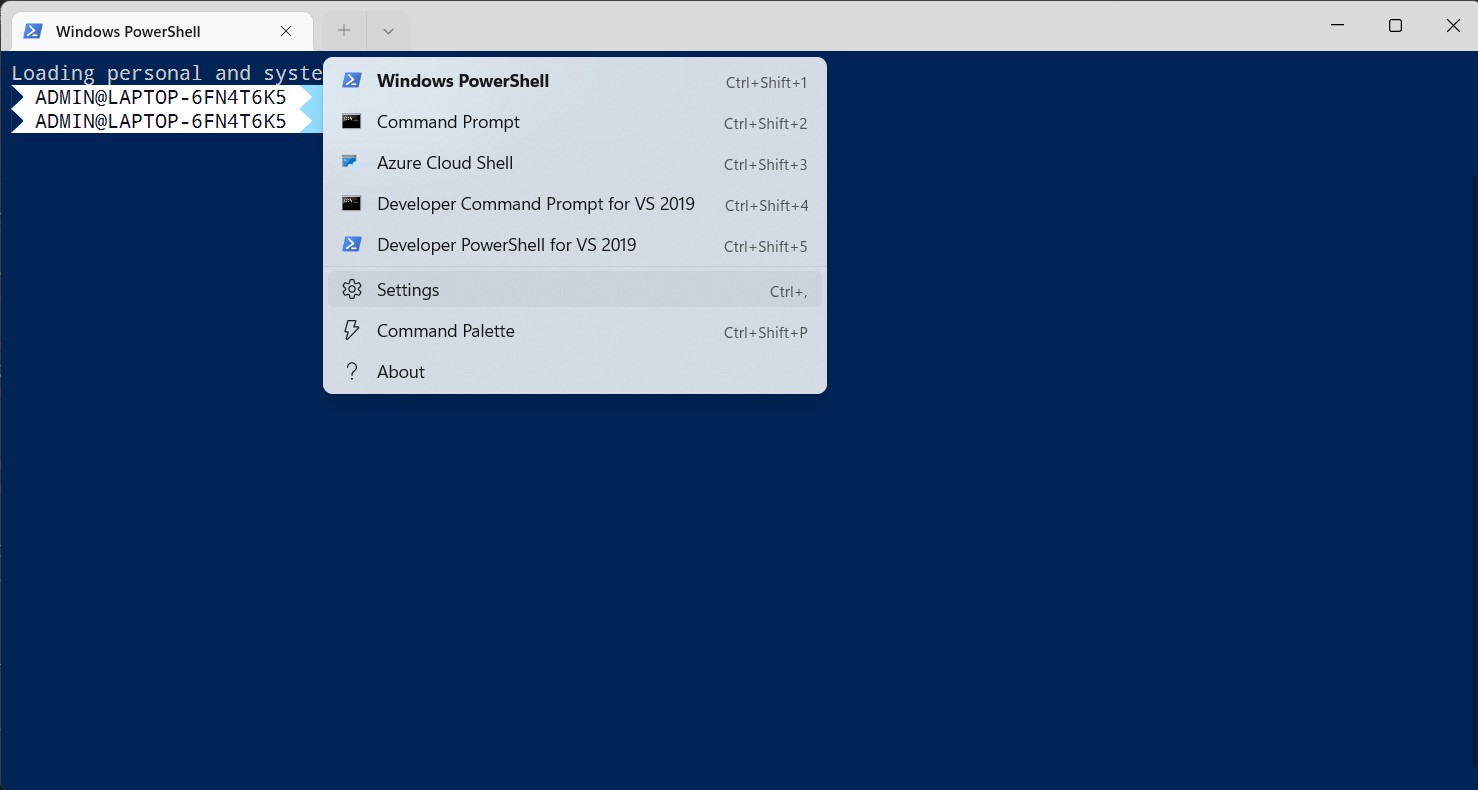 Windows PowerShell
Loading personal and syste
ADMIN@LAPTOP-6FN4T6K5
ADMIN@LAPTOP-6FN4T6K5
Windows PowerShell Ctrl+Shift+1
Command Prompt Ctrl+Shift+2
Azure Cloud Shell Ctrl+Shift+3
Developer Command Prompt for VS 2019 Ctrl+Shift+4
Developer PowerShell for VS 2019 Ctrl+Shift+5
Settings Ctrl+,
Command Palette Ctrl+Shift+P
About